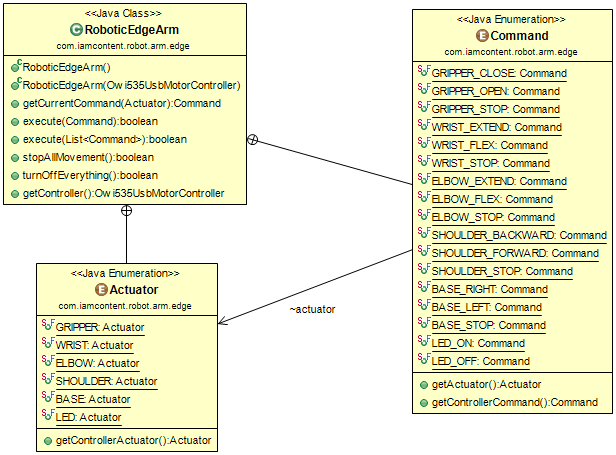 <<Java Class>>
RoboticEdgeArm
com.iamcontent.robot.arm.edge
RoboticEdgeArm()
RoboticEdgeArm(Owi535UsbMotorController)
getCurrentCommand(Actuator):Command
execute(Command):boolean
execute(List<Command>):boolean
stopAllMovement():boolean
turnOffEverything():boolean
getController():Owi535UsbMotorController
<<Java Enumeration>>
Command
com.iamcontent.robot.arm.edge
GRIPPER_CLOSE: Command
GRIPPER_OPEN: Command
GRIPPER_STOP: Command
WRIST_EXTEND: Command
WRIST_FLEX: Command
WRIST_STOP: Command
ELBOW_EXTEND: Command
ELBOW_FLEX: Command
ELBOW_STOP: Command
SHOULDER_BACKWARD: Command
SHOULDER_FORWARD: Command
SHOULDER_STOP: Command
BASE_RIGHT: Command
BASE_LEFT: Command
BASE_STOP: Command
LED_ON: Command
LED_OFF: Command
getActuator():Actuator
getControllerCommand():Command
<<Java Enumeration>>
Actuator
com.iamcontent.robot.arm.edge
GRIPPER: Actuator
WRIST: Actuator
ELBOW: Actuator
SHOULDER: Actuator
BASE: Actuator
LED: Actuator
getControllerActuator():Actuator
~actuator